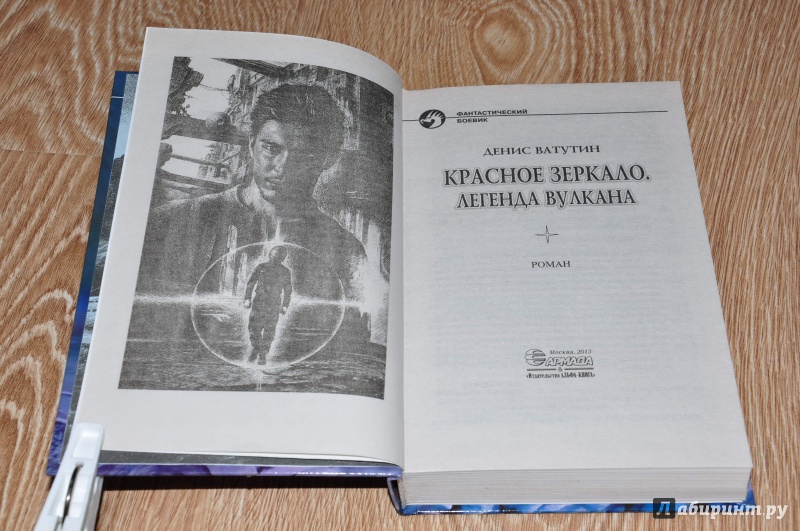 ФАНТАСТИЧЕСКИЙ
БОЕВИК
ДЕНИС ВАТУТИН
КРАСНОЕ ЗЕРКАЛО.
ЛЕГЕНДА ВУЛКАНА
РОМАН
Москва, 2013
АРМАДА
&
«Издательство АЛЬФА-КНИГА»
Лабиринт.ру